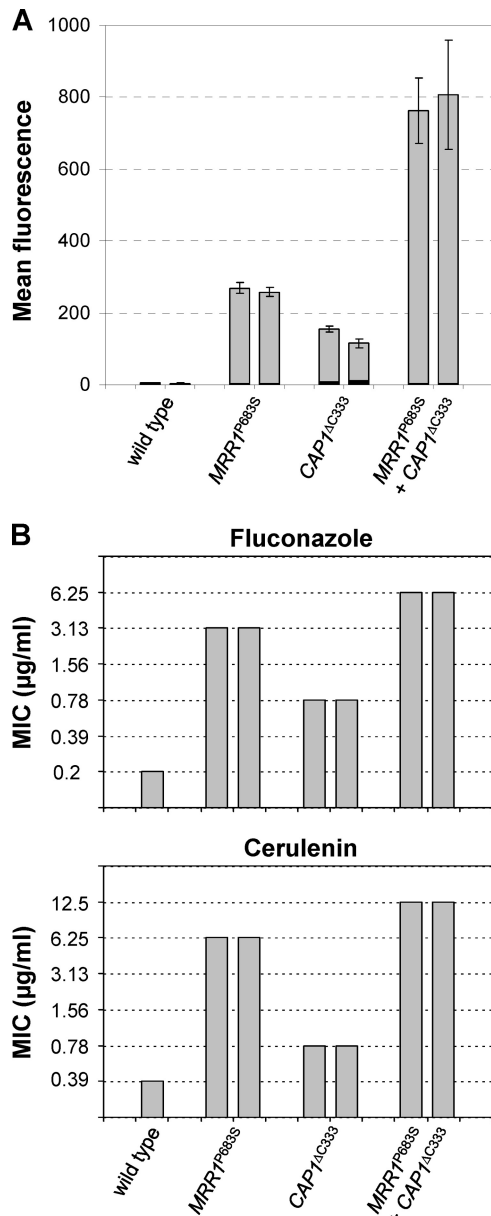 A
Mean fluorescence
1000
800
600
400
200
0
wild type
MRR1P683S
CAP1ΔC333
MRR1P683S
+ CAP1ΔC333
B
Fluconazole
MIC (µg/ml)
6.25
3.13
1.56
0.78
0.39
0.2
Cerulenin
MIC (µg/ml)
12.5
6.25
3.13
1.56
0.78
0.39
wild type
MRR1P683S
CAP1ΔC333
MRR1P683S
+ CAP1ΔC333